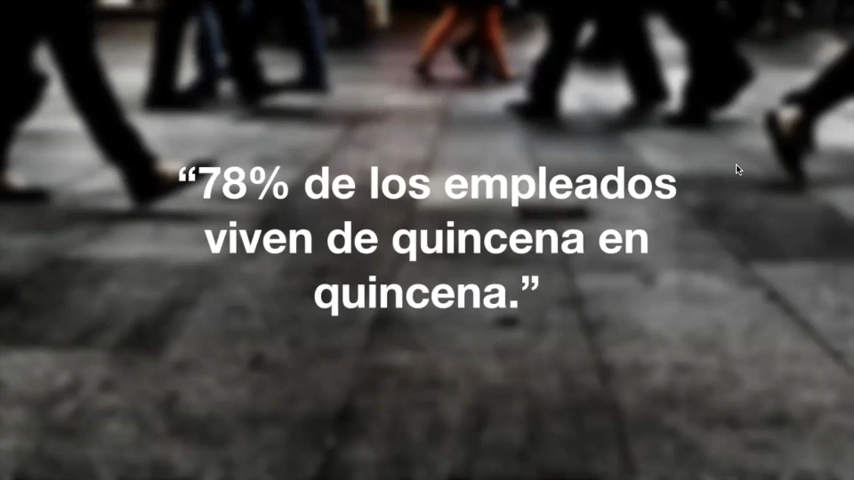 “78% de los empleados
viven de quincena en
quincena.”